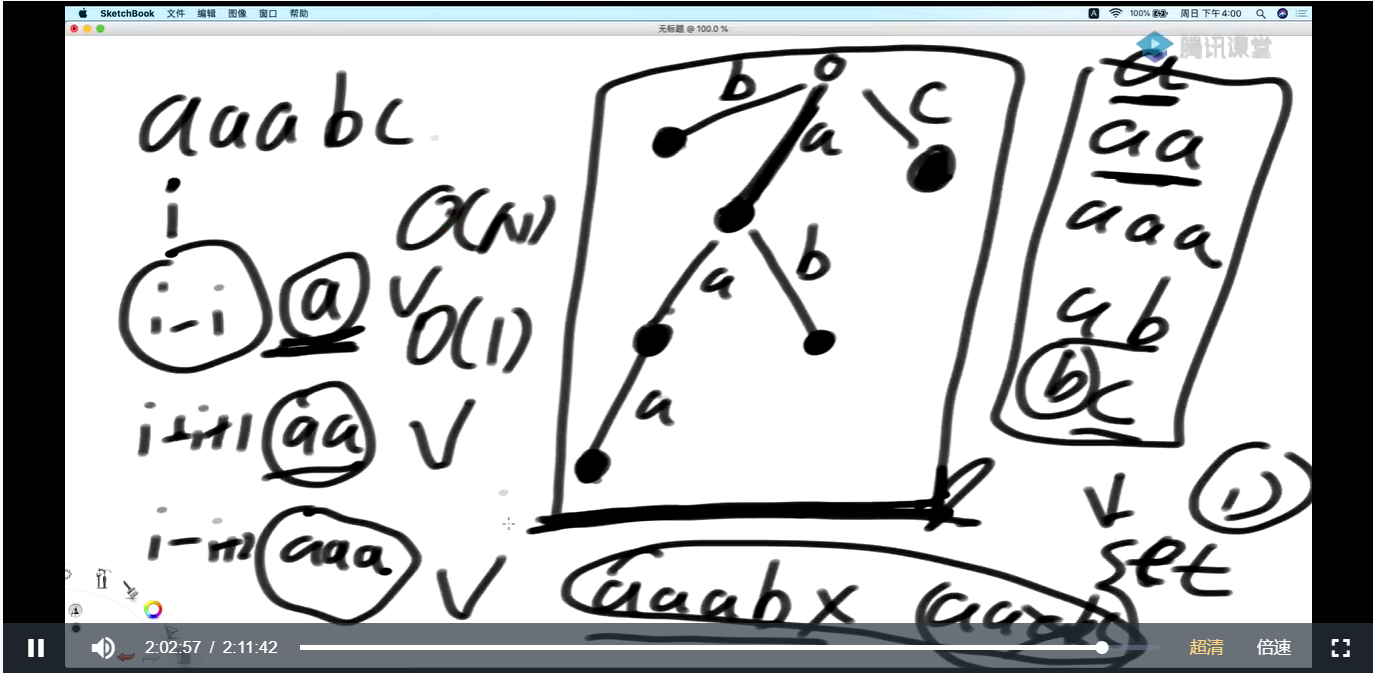 SketchBook 文件 编辑 图像 窗口 帮助
A 100% 周日 下午4:00
无标题 @ 100.0 %
腾讯课堂
aaabc
i
O(N)
i-i a V
O(1)
i-i+1 aa V
i-i+2 aaa V
b
a
c
a
b
a
a
aa
aaa
ab
bc
set
aaabx
2:02:57 / 2:11:42
超清
倍速